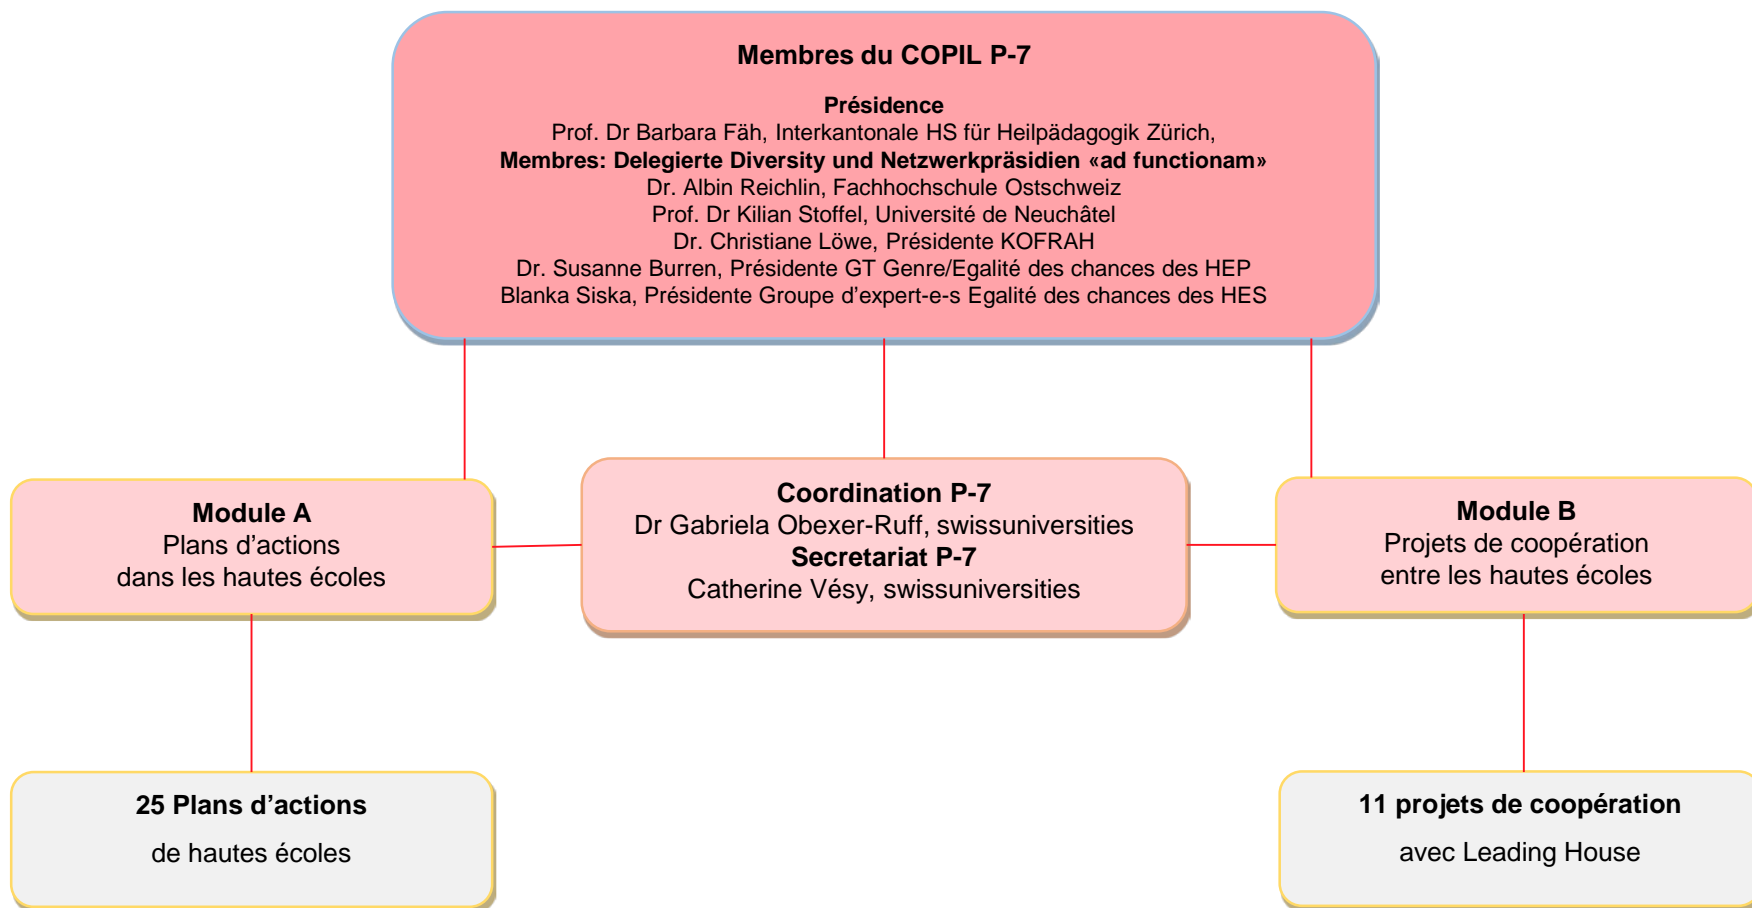 Membres du COPIL P-7
Présidence
Prof. Dr Barbara Fäh, Interkantonale HS für Heilpädagogik Zürich,
Membres: Delegierte Diversity und Netzwerkpräsidien «ad functionam»
Dr. Albin Reichlin, Fachhochschule Ostschweiz
Prof. Dr Kilian Stoffel, Université de Neuchâtel
Dr. Christiane Löwe, Présidente KOFRAH
Dr. Susanne Burren, Présidente GT Genre/Egalité des chances des HEP
Blanka Siska, Présidente Groupe d’expert-e-s Egalité des chances des HES
Module A
Plans d’actions
dans les hautes écoles
Coordination P-7
Dr Gabriela Obexer-Ruff, swissuniversities
Secretariat P-7
Catherine Vésy, swissuniversities
Module B
Projets de coopération
entre les hautes écoles
25 Plans d’actions
de hautes écoles
11 projets de coopération
avec Leading House